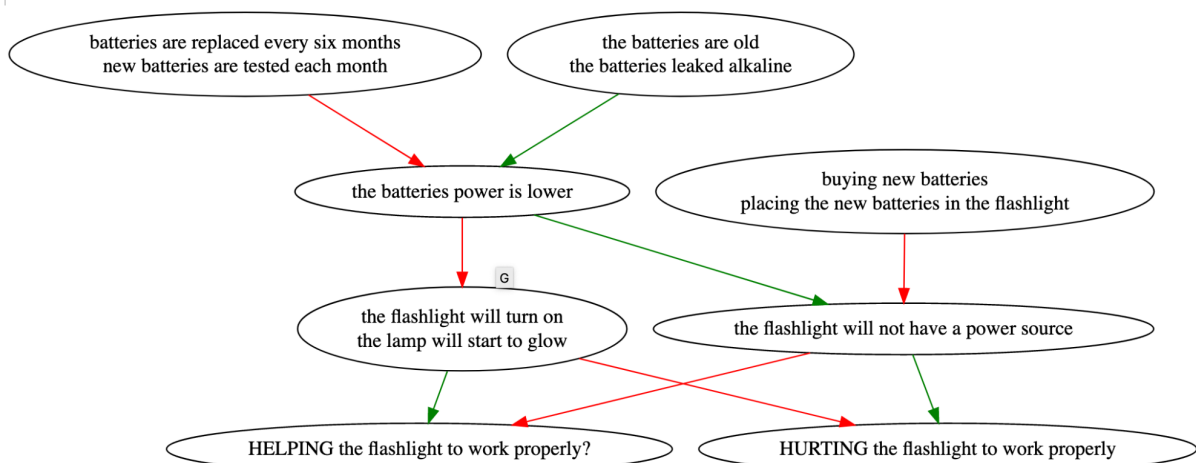 batteries are replaced every six months
new batteries are tested each month
the batteries are old
the batteries leaked alkaline
the batteries power is lower
buying new batteries
placing the new batteries in the flashlight
G
the flashlight will turn on
the lamp will start to glow
the flashlight will not have a power source
HELPING the flashlight to work properly?
HURTING the flashlight to work properly